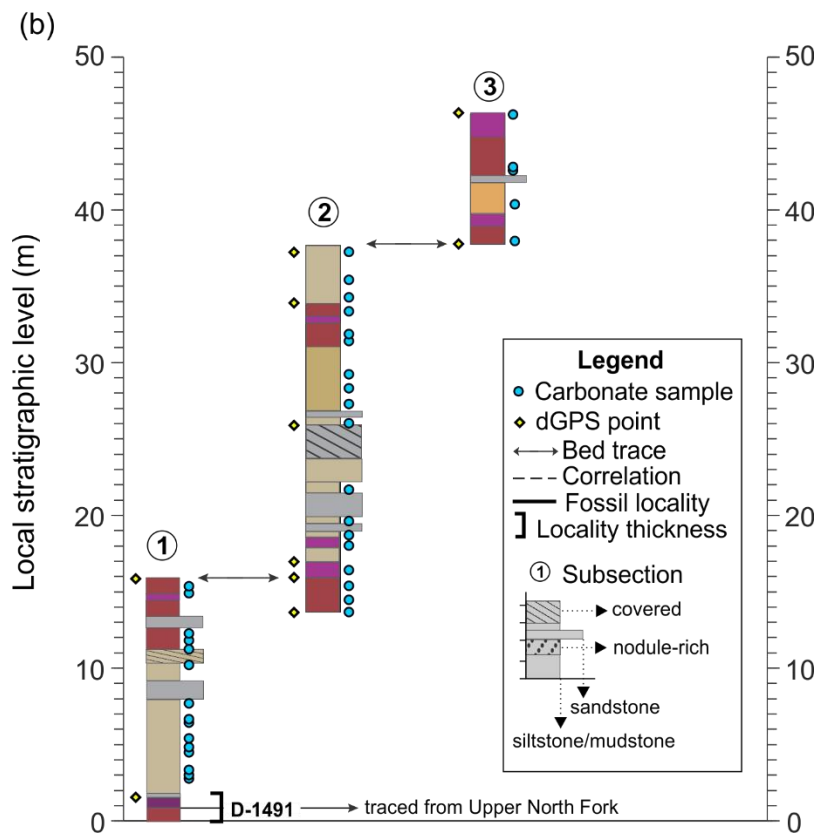 (b)
50
50
40
40
30
30
20
20
10
10
0
0
Local stratigraphic level (m)
3
2
1
Legend
Carbonate sample
dGPS point
Bed trace
Correlation
Fossil locality
Locality thickness
1 Subsection
covered
nodule-rich
sandstone
siltstone/mudstone
D-1491 traced from Upper North Fork